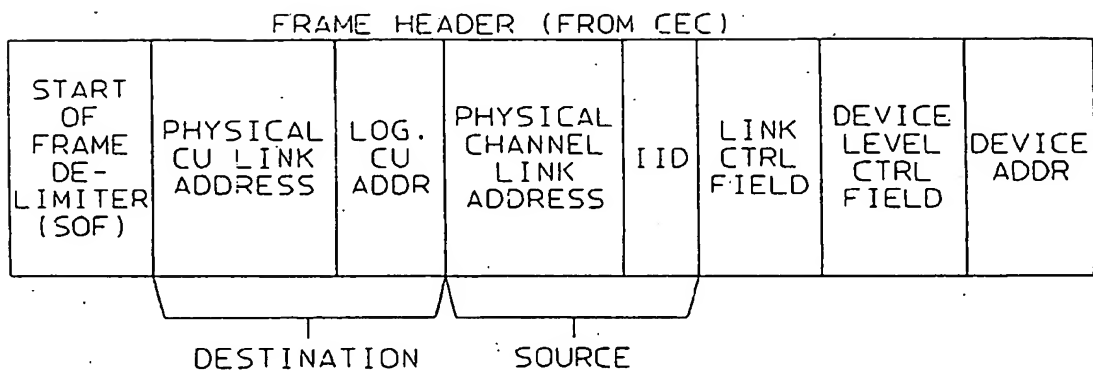 FRAME HEADER (FROM CEC)
START
OF
FRAME
DE-
LIMITER
(SOF)
PHYSICAL
CU LINK
ADDRESS
LOG.
CU
ADDR
PHYSICAL
CHANNEL
LINK
ADDRESS
IID
LINK
CTRL
FIELD
DEVICE
LEVEL
CTRL
FIELD
DEVICE
ADDR
DESTINATION
SOURCE